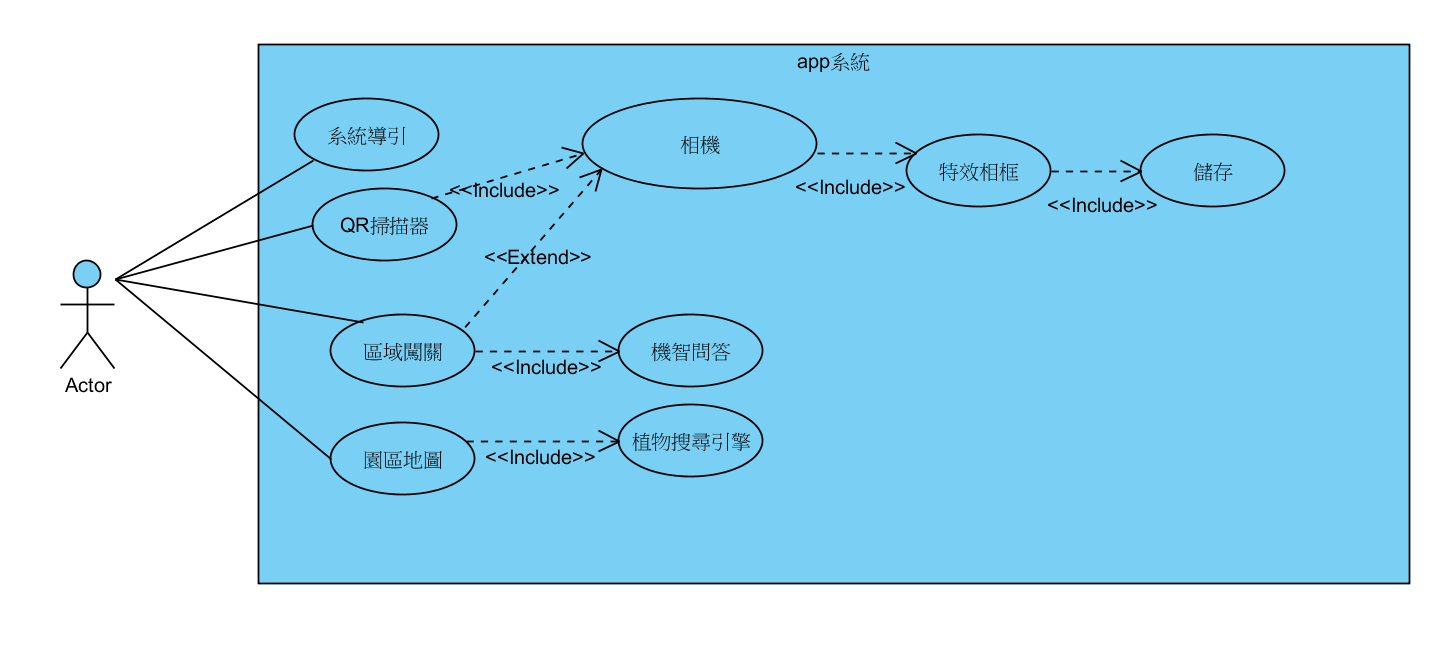 app系統
系統導引
相機
特效相框
儲存
<<Include>>
<<Include>>
<<Include>>
QR掃描器
<<Extend>>
Actor
區域闖關
機智問答
<<Include>>
園區地圖
植物搜尋引擎
<<Include>>